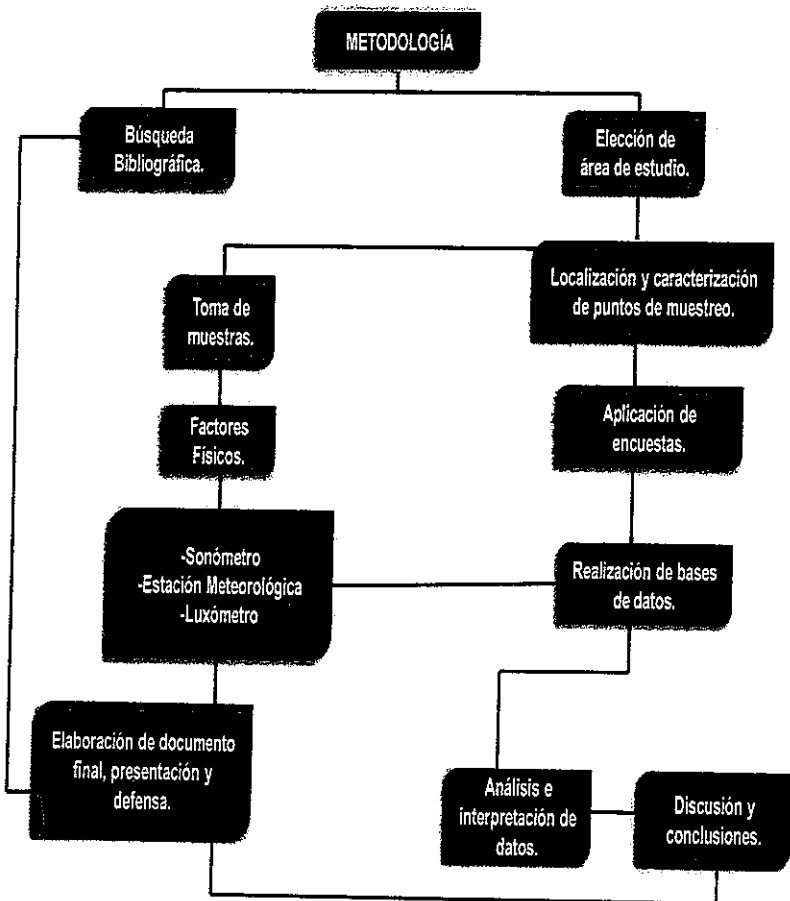 METODOLOGÍA
Búsqueda
Bibliográfica.
Elección de
área de estudio.
Localización y caracterización
de puntos de muestreo.
Toma de
muestras.
Aplicación de
encuestas.
Factores
Físicos.
-Sonómetro
-Estación Meteorológica
-Luxómetro
Realización de bases
de datos.
Elaboración de documento
final, presentación y
defensa.
Análisis e
interpretación de
datos.
Discusión y
conclusiones.